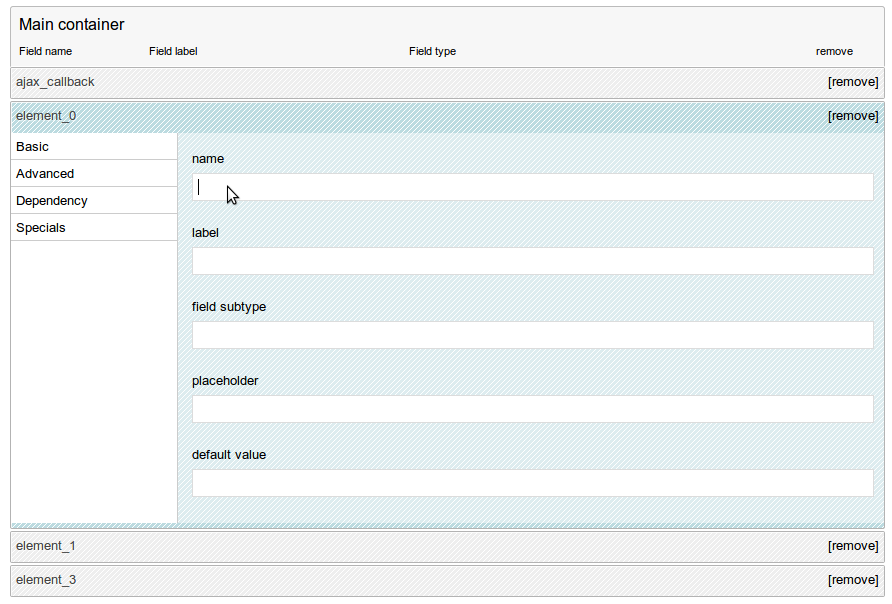 Main container
Field name Field label Field type remove
ajax_callback [remove]
element_0 [remove]
Basic
Advanced
Dependency
Specials
name
label
field subtype
placeholder
default value
element_1 [remove]
element_3 [remove]